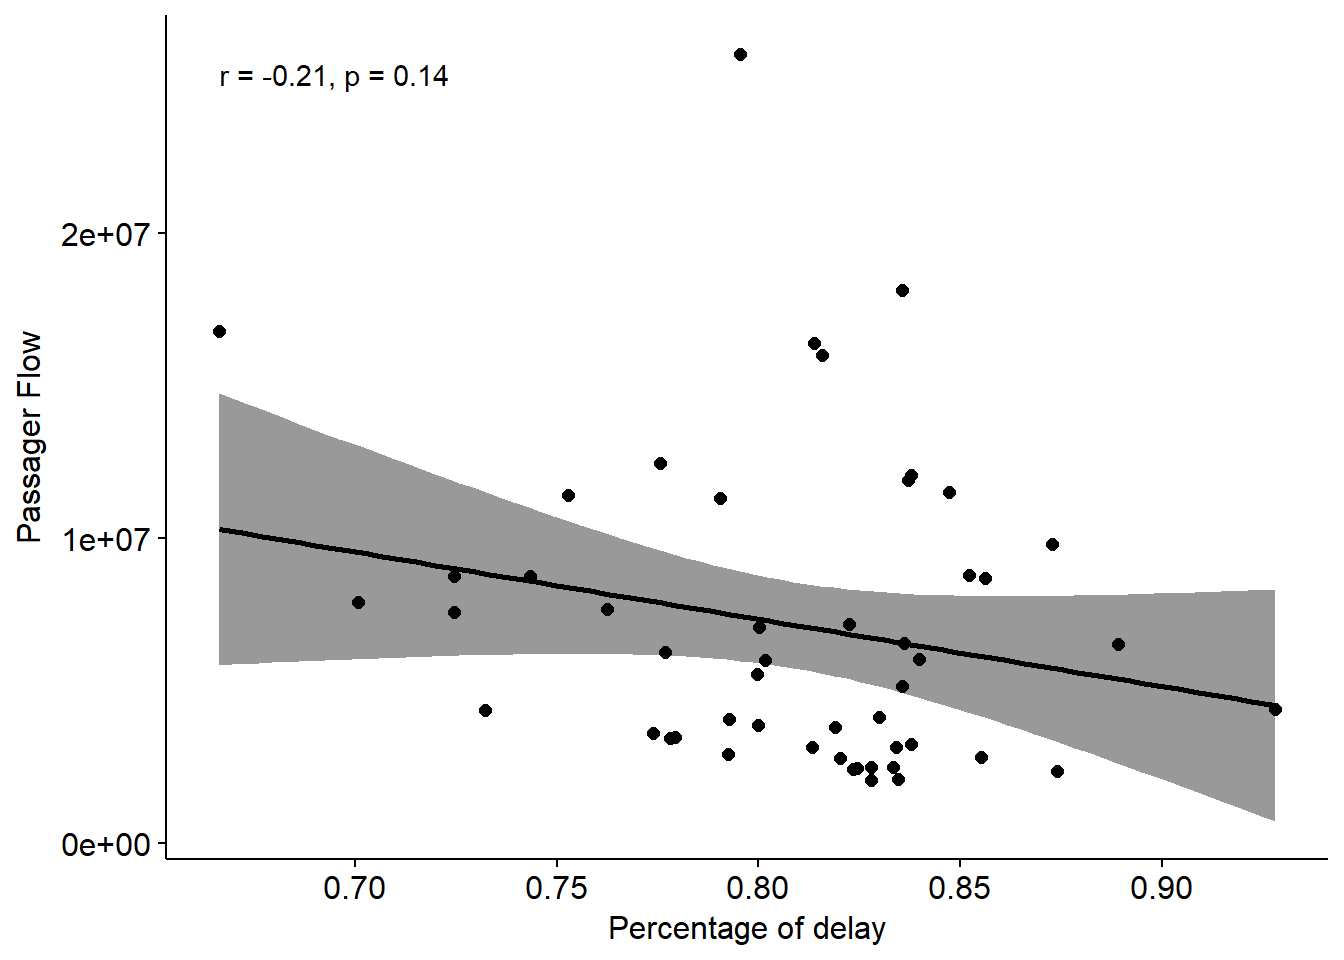 r = -0.21, p = 0.14
2e+07
1e+07
0e+00
Passager Flow
0.70 0.75 0.80 0.85 0.90
Percentage of delay